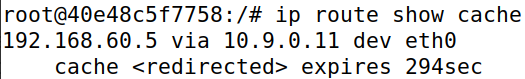 root@40e48c5f7758:/# ip route show cache
192.168.60.5 via 10.9.0.11 dev eth0
    cache <redirected> expires 294sec